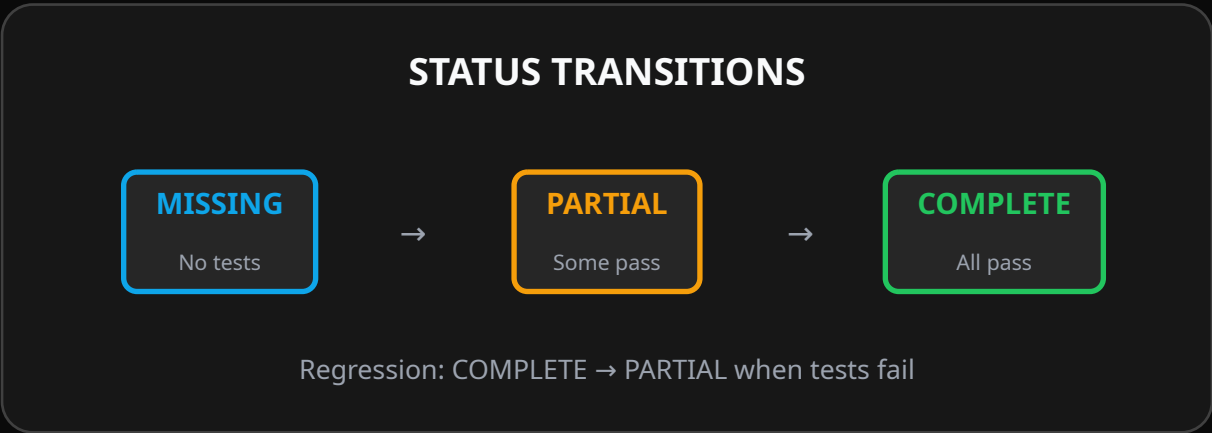 STATUS TRANSITIONS
MISSING → PARTIAL → COMPLETE
No tests Some pass All pass
Regression: COMPLETE → PARTIAL when tests fail